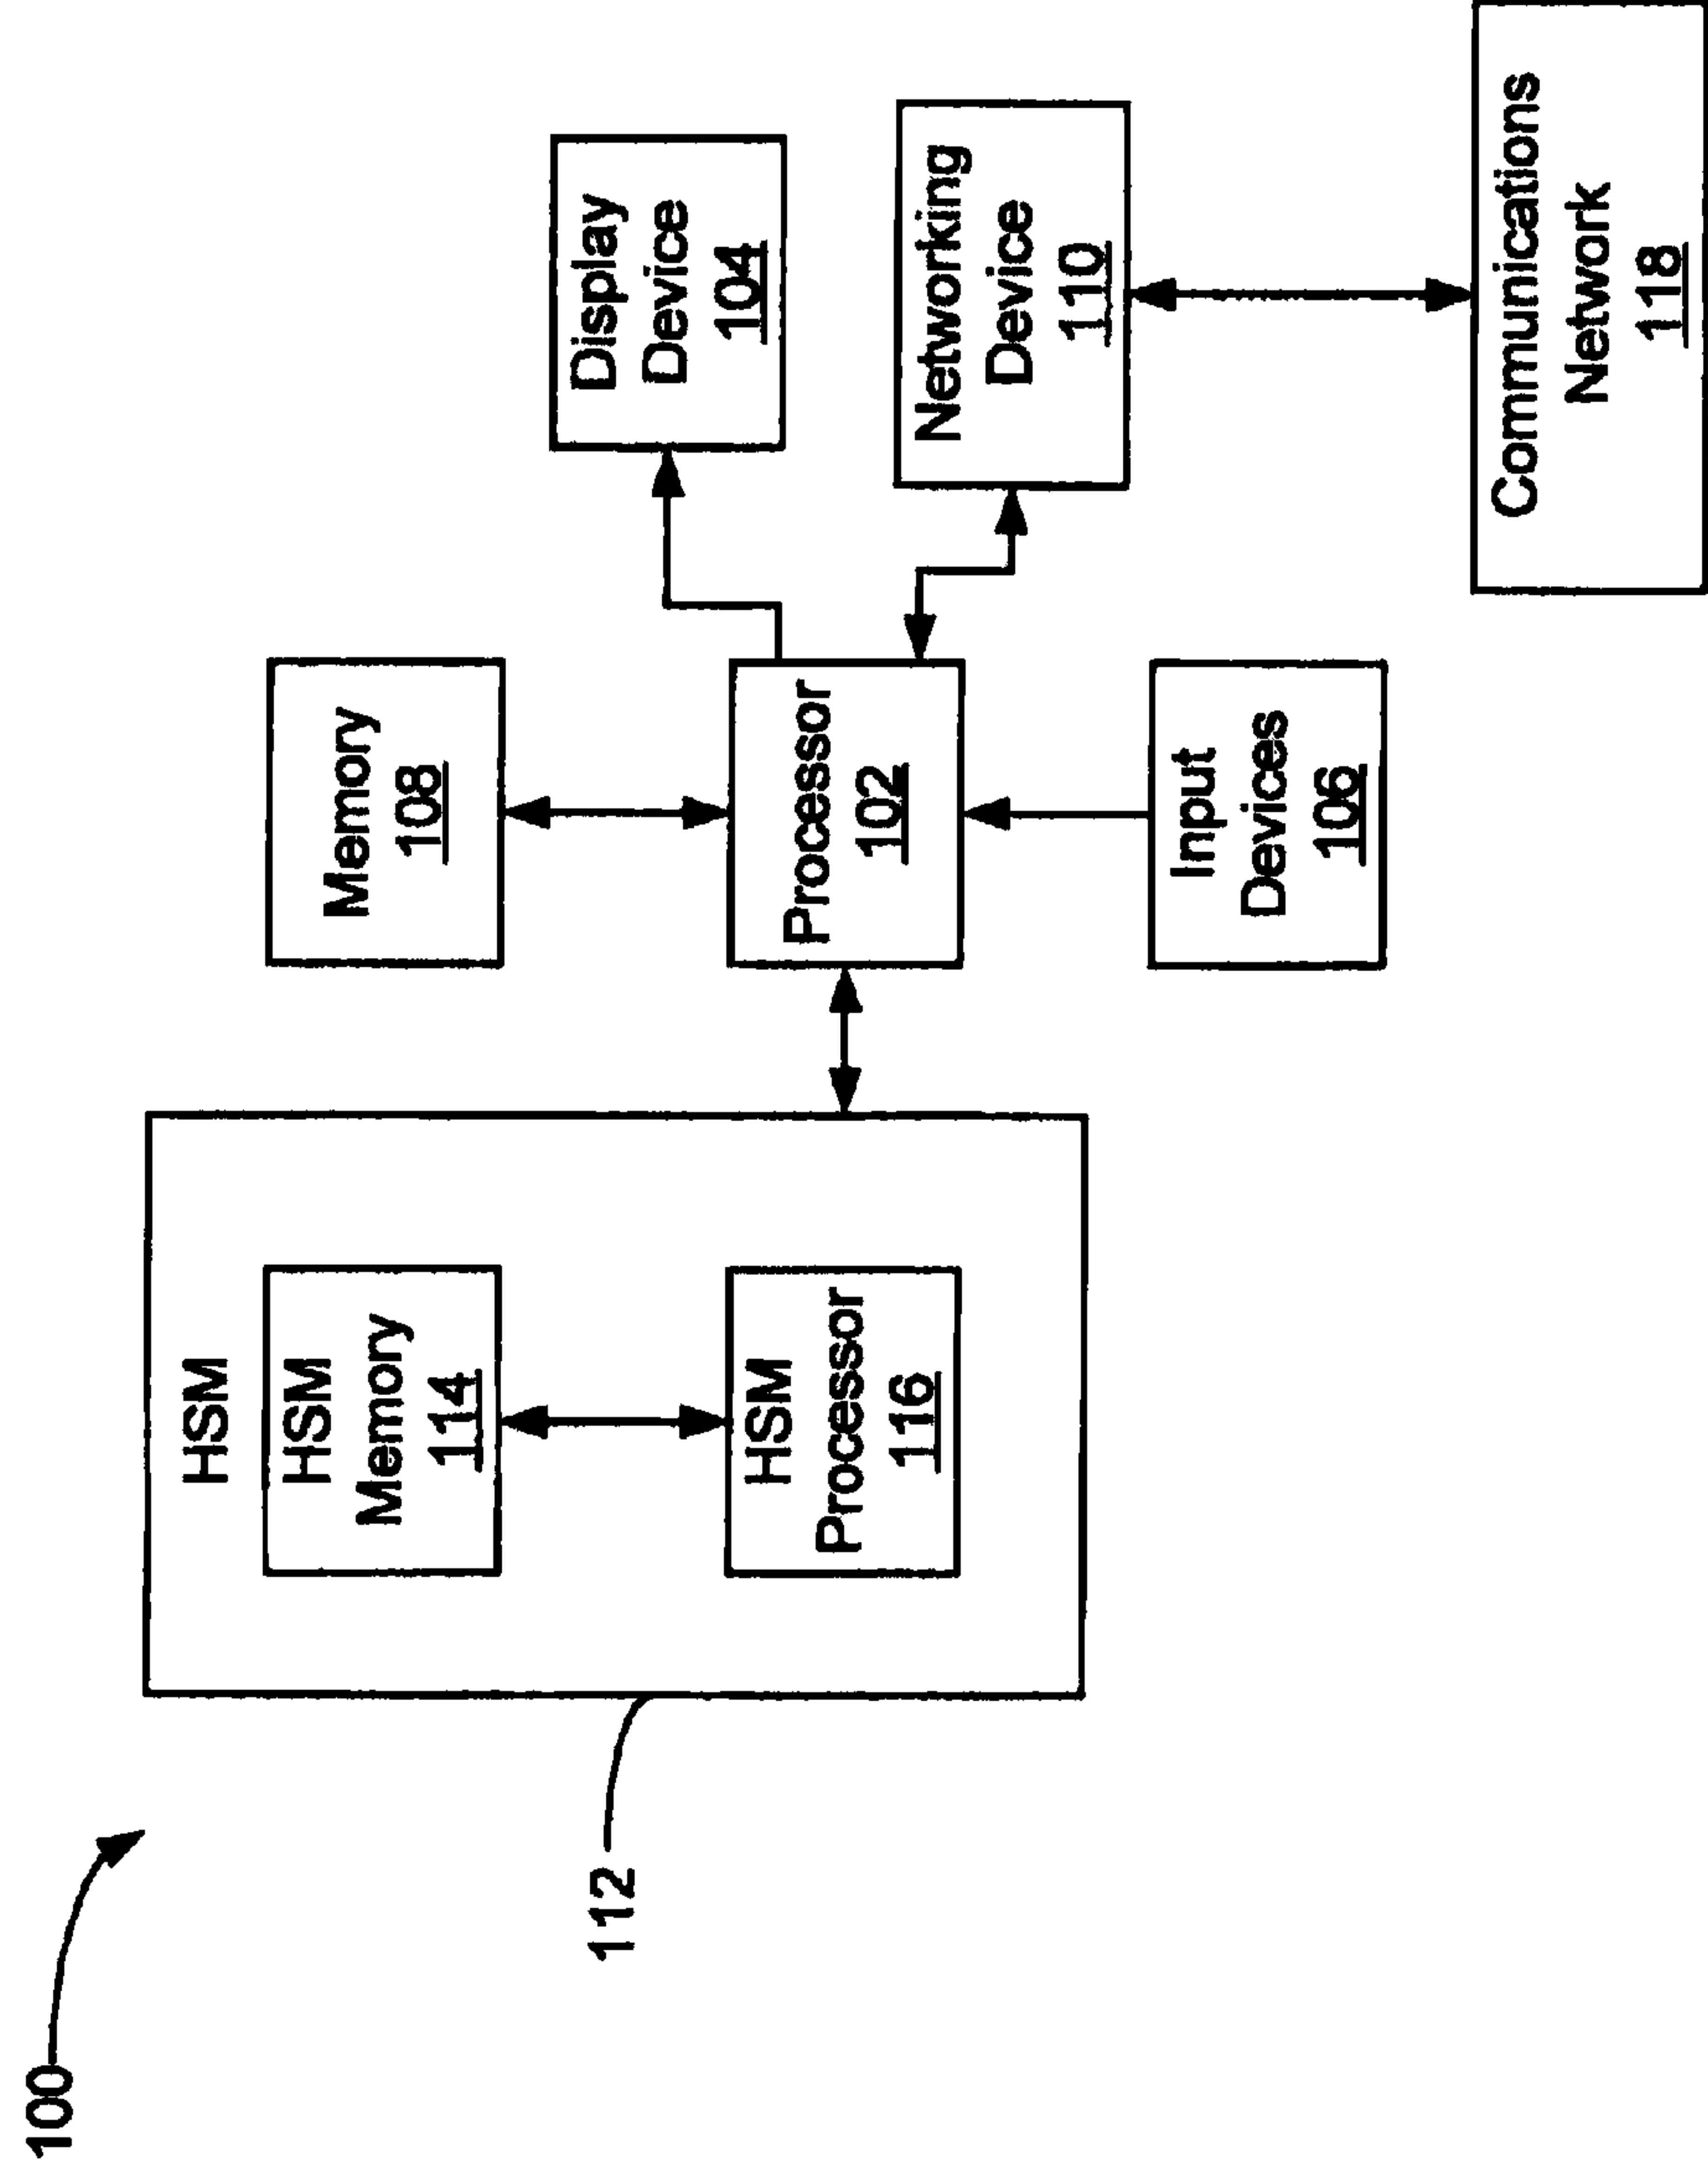 100
112
HSM
HSM
Memory
114
HSM
Processor
116
Memory
108
Processor
102
Input
Devices
106
Display
Device
104
Networking
Device
110
Communications
Network
118